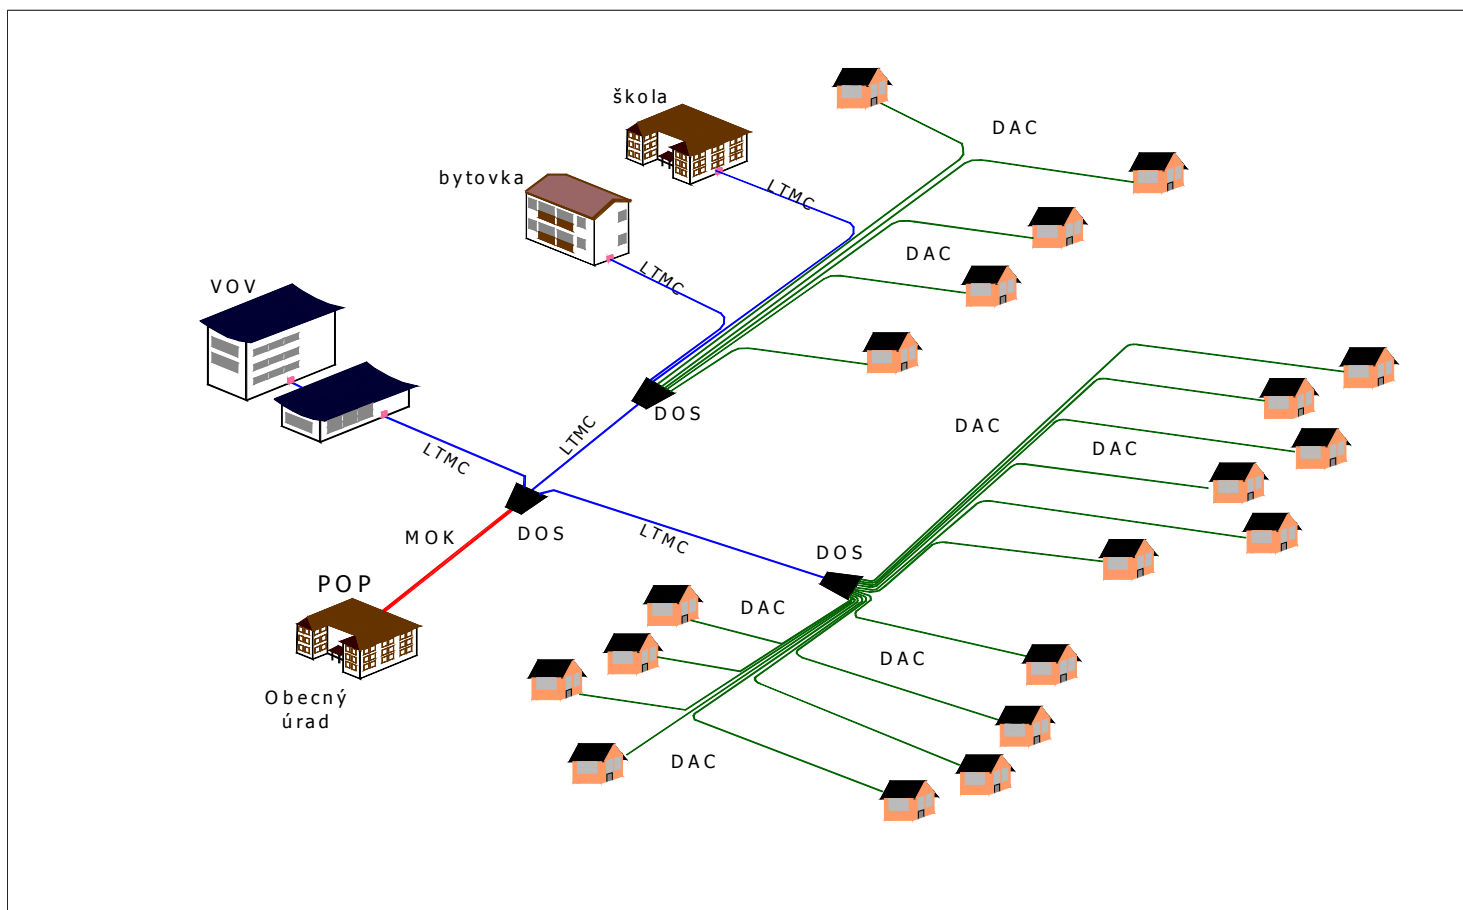 škola
DAC
bytovka
LTMC
DAC
LTMC
VOV
DOS
DAC
LTMC
DAC
LTMC
MOK
DOS
LTMC
DOS
POP
DAC
DAC
Obecný
úrad
DAC